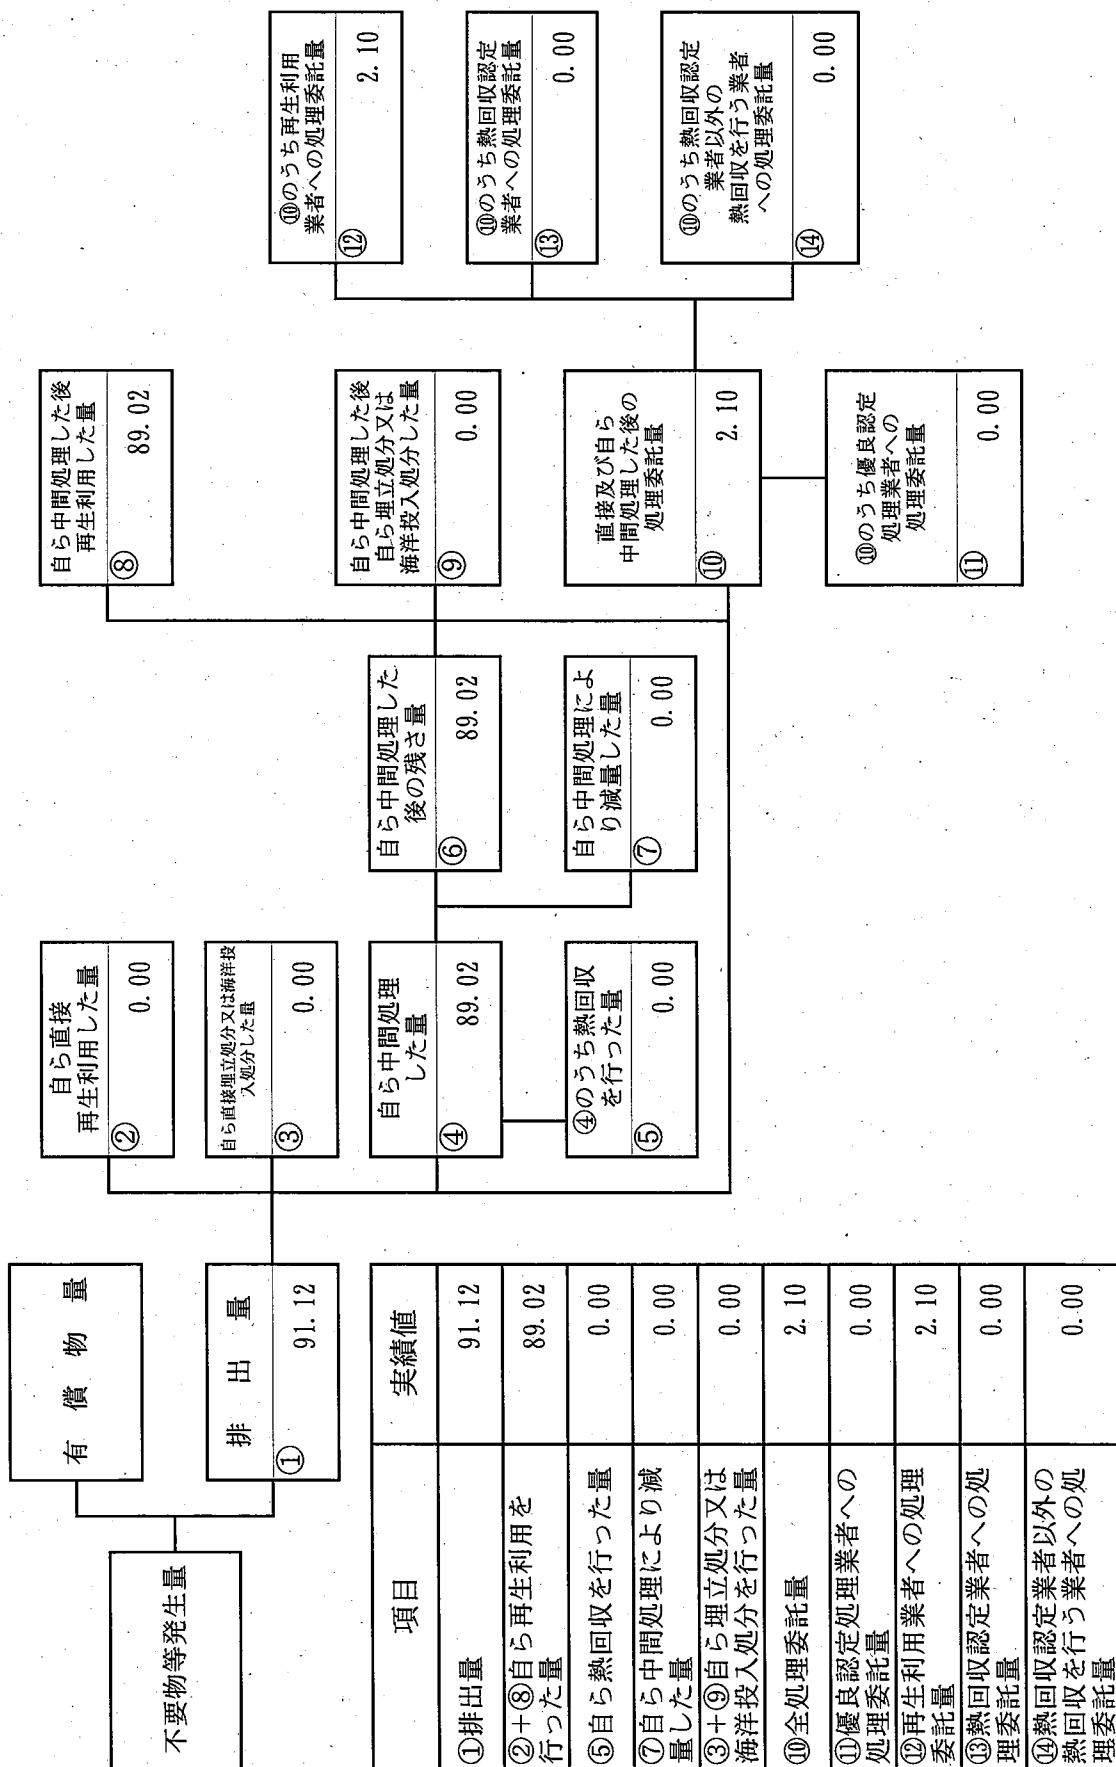 不要物等発生量
有償物量
排出量
①
91.12
自ら直接
再生利用した量
②
0.00
自ら直接埋立処分又は海洋投
入処分した量
③
0.00
自ら中間処理
した量
④
89.02
④のうち熱回収
を行った量
⑤
0.00
自ら中間処理した
後の残さ量
⑥
89.02
自ら中間処理によ
り減量した量
⑦
0.00
自ら中間処理した後
再生利用した量
⑧
89.02
自ら中間処理した後
自ら埋立処分又は
海洋投入処分した量
⑨
0.00
直接及び自ら
中間処理した後の
処理委託量
⑩
2.10
⑩のうち優良認定
処理業者への
処理委託量
⑪
0.00
⑩のうち再生利用
業者への処理委託量
⑫
2.10
⑩のうち熱回収認定
業者への処理委託量
⑬
0.00
⑩のうち熱回収認定
業者以外の
熱回収を行う業者
への処理委託量
⑭
0.00
項目 実績値
①排出量 91.12
②+⑧自ら再生利用を
行った量 89.02
⑤自ら熱回収を行った量 0.00
⑦自ら中間処理により減
量した量 0.00
③+⑨自ら埋立処分又は
海洋投入処分を行った量 0.00
⑩全処理委託量 2.10
⑪優良認定処理業者への
処理委託量 0.00
⑫再生利用業者への処理
委託量 2.10
⑬熱回収認定業者への処
理委託量 0.00
⑭熱回収認定業者以外の
熱回収を行う業者への処
理委託量 0.00